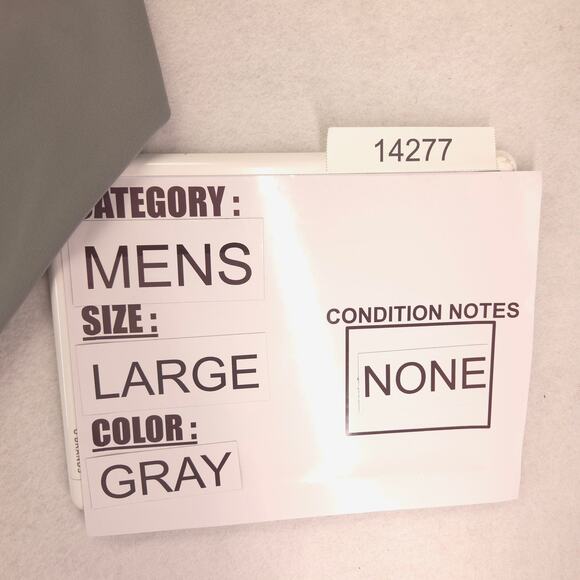 14277
CATEGORY :
MENS
SIZE :
LARGE
COLOR :
GRAY
CONDITION NOTES
NONE